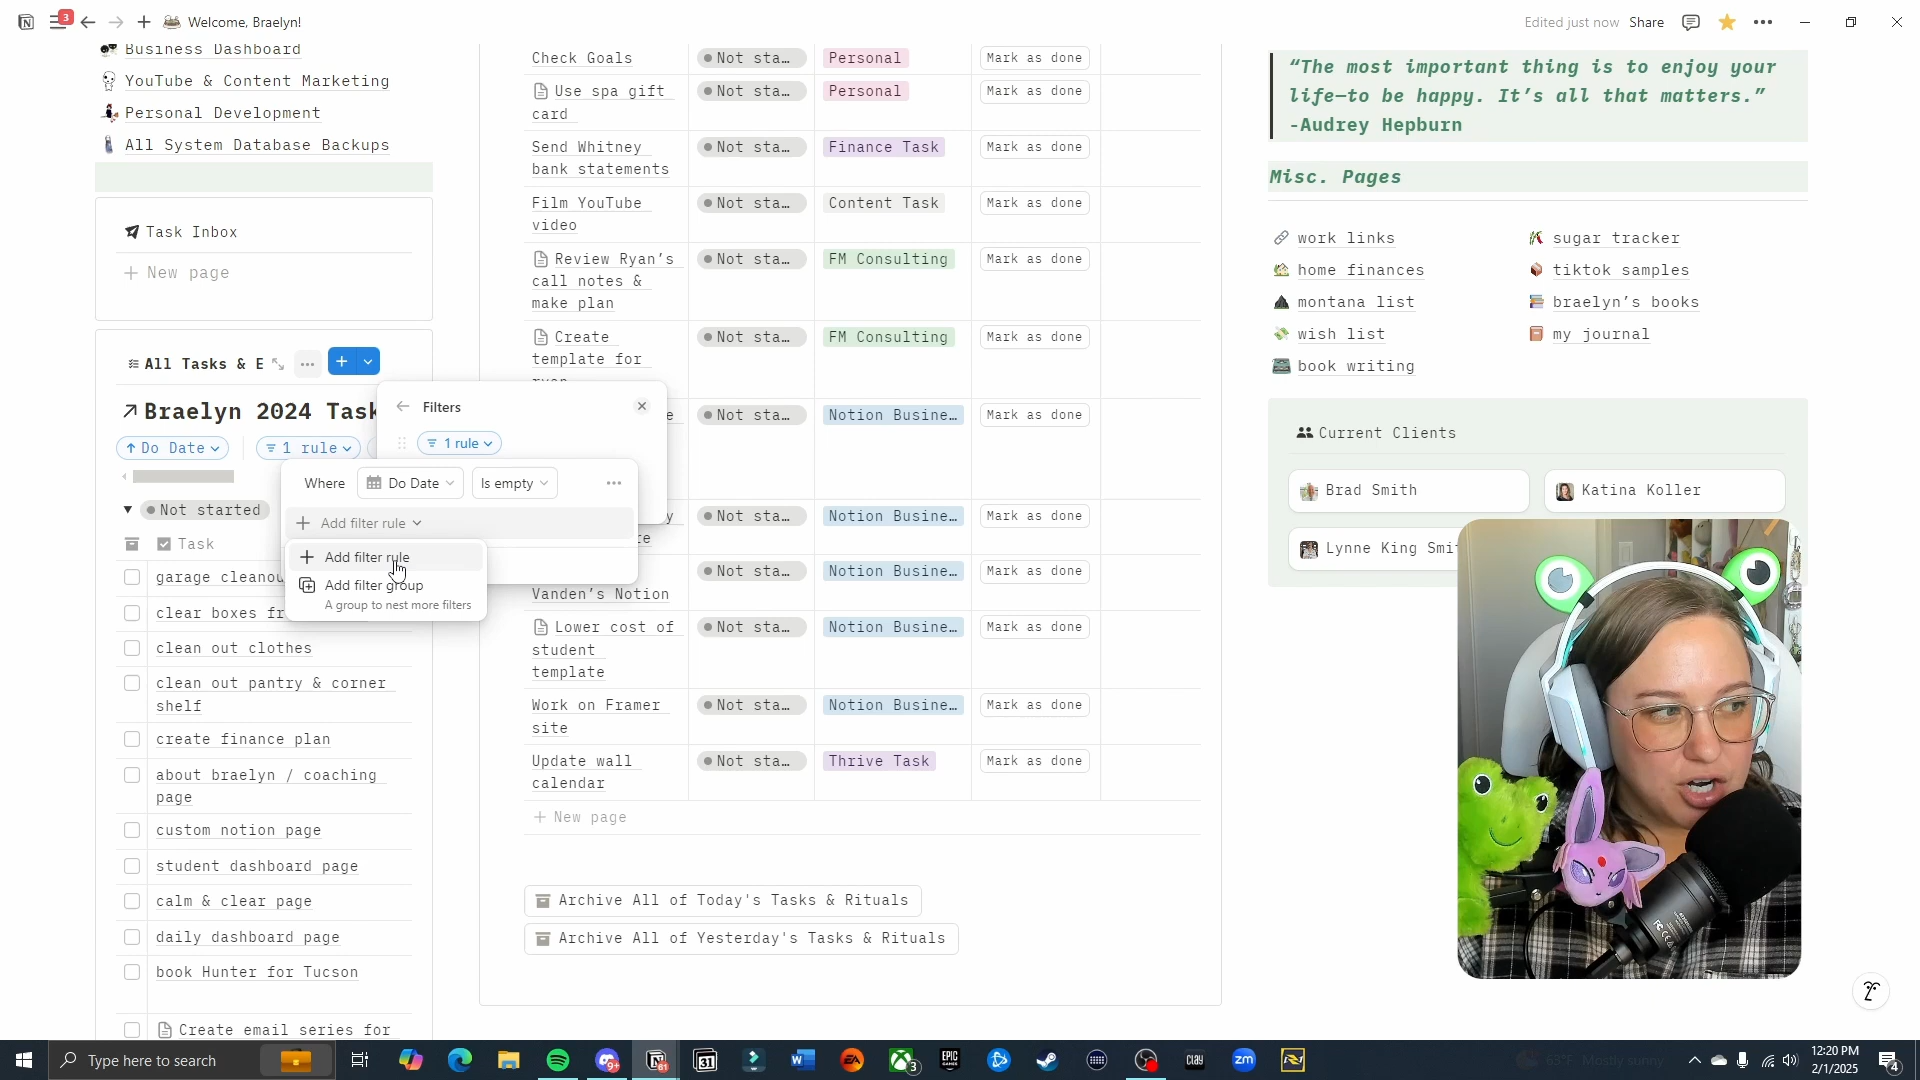 3
Welcome, Braelyn!
Edited just now
Share
Business Dashboard
YouTube & Content Marketing
Personal Development
All System Database Backups
Task Inbox
+ New page
All Tasks & E
Braelyn 2024 Task
Do Date
1 rule
Not started
Task
garage cleanou
clear boxes fr
clean out clothes
clean out pantry & corner
shelf
create finance plan
about braelyn / coaching
page
custom notion page
student dashboard page
calm & clear page
daily dashboard page
book Hunter for Tucson
Create email series for
Filters
1 rule
Where
Do Date
Is empty
Add filter rule
Add filter rule
Add filter group
A group to nest more filters
Check Goals
Not sta…
Personal
Mark as done
Use spa gift
card
Not sta…
Personal
Mark as done
Send Whitney
bank statements
Not sta…
Finance Task
Mark as done
Film YouTube
video
Not sta…
Content Task
Mark as done
Review Ryan's
call notes &
make plan
Not sta…
FM Consulting
Mark as done
Create
template for
Not sta…
FM Consulting
Mark as done
Not sta…
Notion Busine…
Mark as done
Not sta…
Notion Busine…
Mark as done
Vanden's Notion
Not sta…
Notion Busine…
Mark as done
Lower cost of
student
template
Not sta…
Notion Busine…
Mark as done
Work on Framer
site
Not sta…
Notion Busine…
Mark as done
Update wall
calendar
Not sta…
Thrive Task
Mark as done
+ New page
Archive All of Today's Tasks & Rituals
Archive All of Yesterday's Tasks & Rituals
“The most important thing is to enjoy your
life—to be happy. It’s all that matters.”
-Audrey Hepburn
Misc. Pages
work links
home finances
montana list
wish list
book writing
sugar tracker
tiktok samples
braelyn’s books
my journal
Current Clients
Brad Smith
Katina Koller
Lynne King Smi
Type here to search
63°F Mostly sunny
12:20 PM
2/1/2025
4